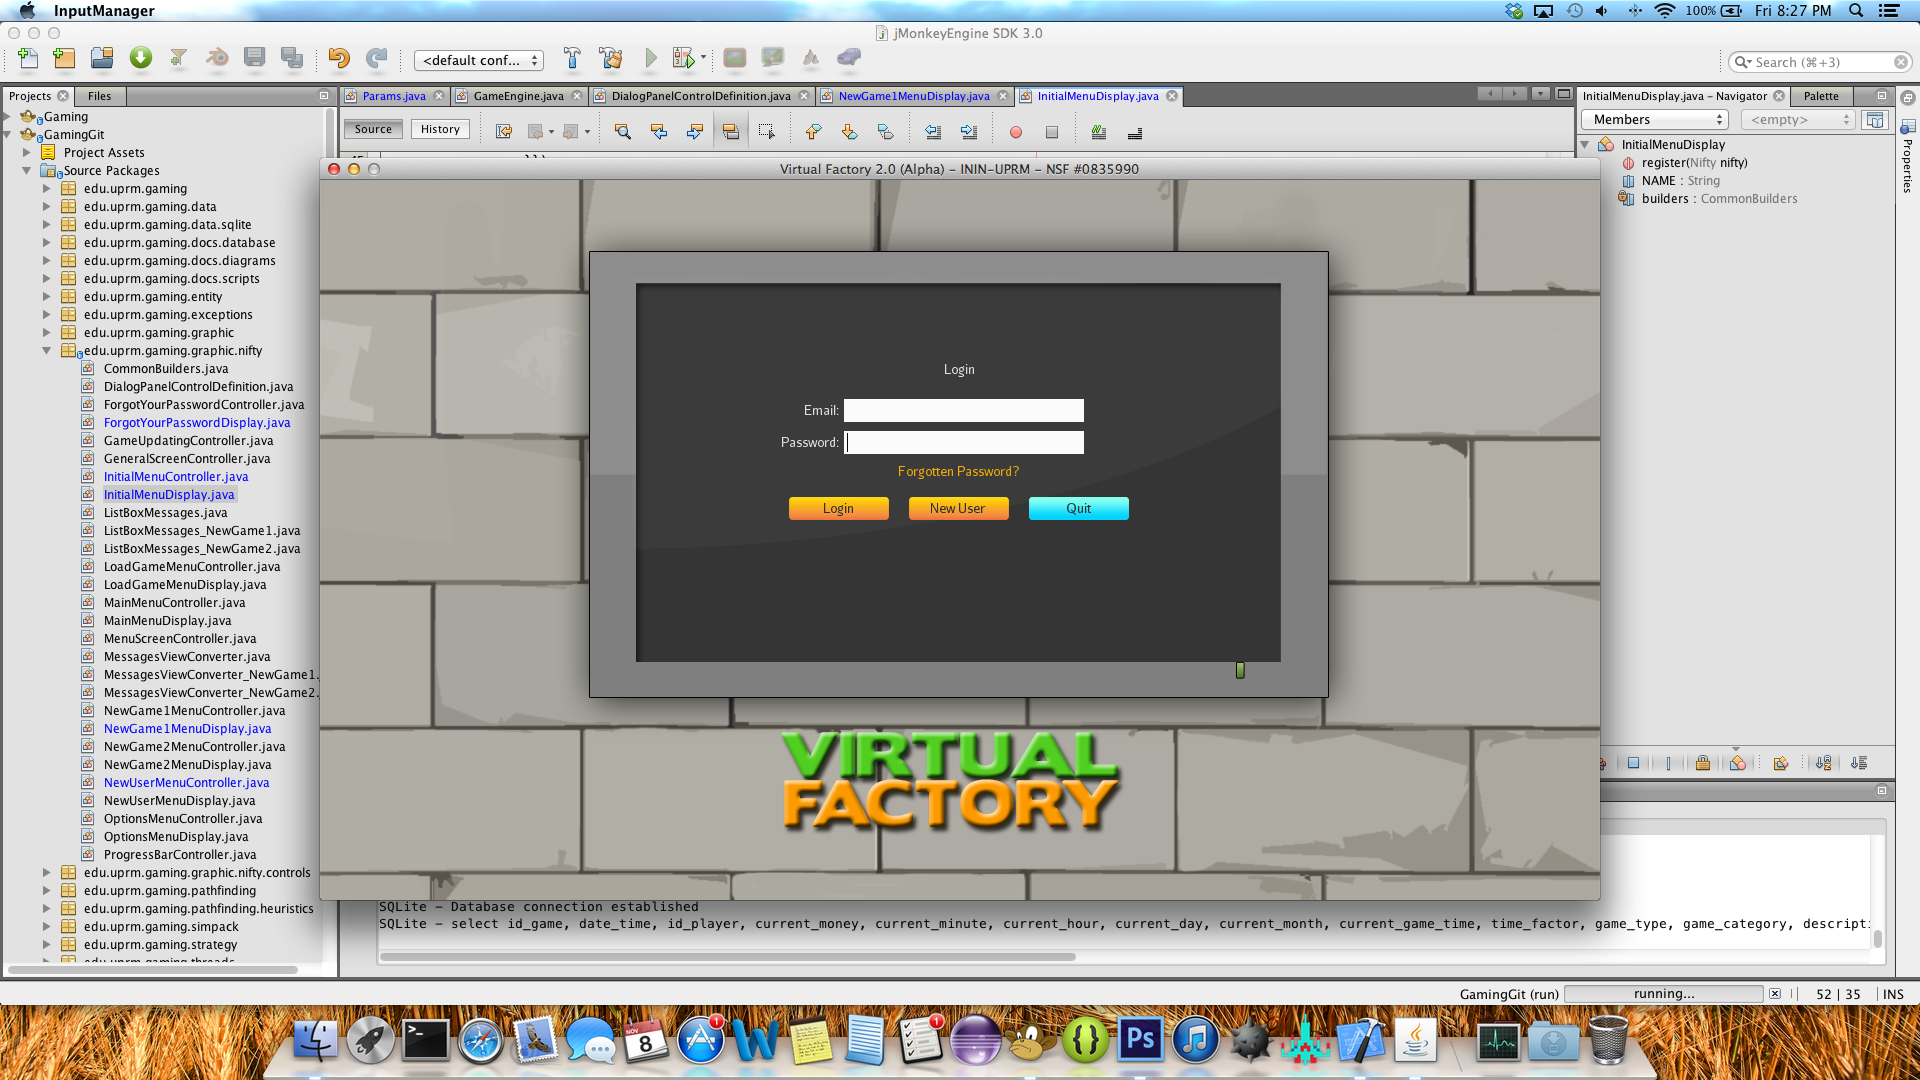 InputManager
100%
Fri 8:27 PM
jMonkeyEngine SDK 3.0
<default conf...
Search (⌘+3)
Projects
Files
Params.java
GameEngine.java
DialogPanelControlDefinition.java
NewGame1MenuDisplay.java
InitialMenuDisplay.java
InitialMenuDisplay.java - Navigator
Palette
Source
History
Members
<empty>
Properties
InitialMenuDisplay
register(Nifty nifty)
NAME : String
builders : CommonBuilders
Gaming
GamingGit
Project Assets
Source Packages
edu.uprm.gaming
edu.uprm.gaming.data
edu.uprm.gaming.data.sqlite
edu.uprm.gaming.docs.database
edu.uprm.gaming.docs.diagrams
edu.uprm.gaming.docs.scripts
edu.uprm.gaming.entity
edu.uprm.gaming.exceptions
edu.uprm.gaming.graphic
edu.uprm.gaming.graphic.nifty
CommonBuilders.java
DialogPanelControlDefinition.java
ForgotYourPasswordController.java
ForgotYourPasswordDisplay.java
GameUpdatingController.java
GeneralScreenController.java
InitialMenuController.java
InitialMenuDisplay.java
ListBoxMessages.java
ListBoxMessages_NewGame1.java
ListBoxMessages_NewGame2.java
LoadGameMenuController.java
LoadGameMenuDisplay.java
MainMenuController.java
MainMenuDisplay.java
MenuScreenController.java
MessagesViewConverter.java
MessagesViewConverter_NewGame1.
MessagesViewConverter_NewGame2.
NewGame1MenuController.java
NewGame1MenuDisplay.java
NewGame2MenuController.java
NewGame2MenuDisplay.java
NewUserMenuController.java
NewUserMenuDisplay.java
OptionsMenuController.java
OptionsMenuDisplay.java
ProgressBarController.java
edu.uprm.gaming.graphic.nifty.controls
edu.uprm.gaming.pathfinding
edu.uprm.gaming.pathfinding.heuristics
edu.uprm.gaming.simpack
edu.uprm.gaming.strategy
Virtual Factory 2.0 (Alpha) - ININ-UPRM - NSF #0835990
Login
Email:
Password:
Forgotten Password?
Login
New User
Quit
VIRTUAL
FACTORY
SQLite - Database connection established
SQLite - select id_game, date_time, id_player, current_money, current_minute, current_hour, current_day, current_month, current_game_time, time_factor, game_type, game_category, descripti
GamingGit (run)
running...
52 | 35
INS
NOV
8
1
1
Ps